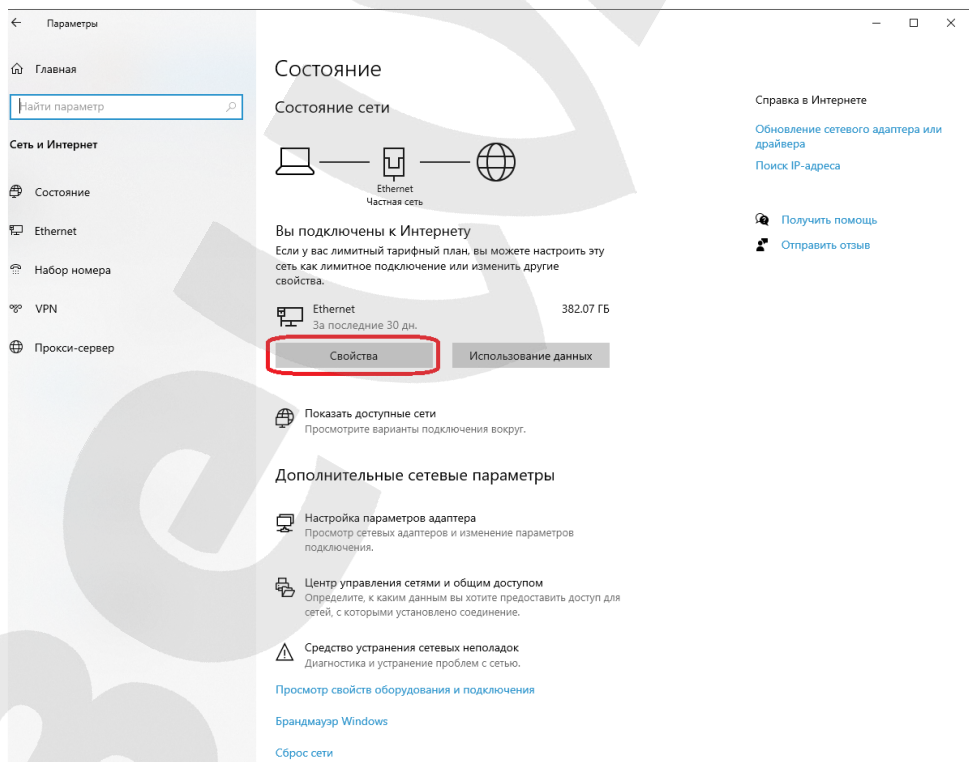 Параметры
Главная
Найти параметр
Сеть и Интернет
Состояние
Ethernet
Набор номера
VPN
Прокси-сервер
Состояние
Состояние сети
Ethernet
Частная сеть
Вы подключены к Интернету
Если у вас лимитный тарифный план, вы можете настроить эту
сеть как лимитное подключение или изменить другие
свойства.
Ethernet
382.07 ГБ
За последние 30 дн.
Свойства
Использование данных
Показать доступные сети
Просмотрите варианты подключения вокруг.
Дополнительные сетевые параметры
Настройка параметров адаптера
Просмотр сетевых адаптеров и изменение параметров
подключения.
Центр управления сетями и общим доступом
Определите, к каким данным вы хотите предоставить доступ для
сетей, с которыми установлено соединение.
Средство устранения сетевых неполадок
Диагностика и устранение проблем с сетью.
Просмотр свойств оборудования и подключения
Брандмауэр Windows
Сброс сети
Справка в Интернете
Обновление сетевого адаптера или
драйвера
Поиск IP-адреса
Получить помощь
Отправить отзыв